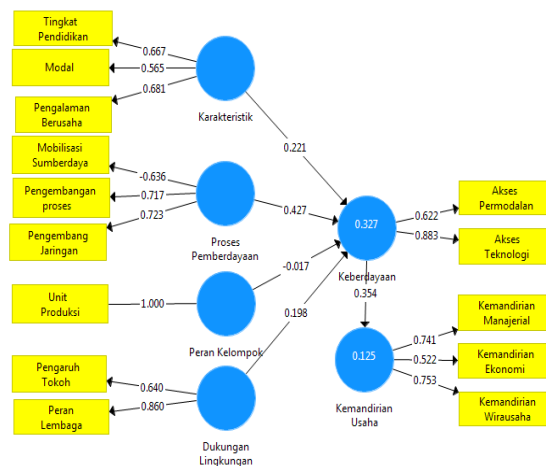 Tingkat
Pendidikan
0.667
Modal
0.565
Pengalaman
Berusaha
0.681
Karakteristik
0.221
Mobilisasi
Sumberdaya
-0.636
Pengembangan
proses
0.717
Pengembang
Jaringan
0.723
Proses
Pemberdayaan
0.427
Unit
Produksi
1.000
Peran Kelompok
-0.017
Pengaruh
Tokoh
0.640
Peran
Lembaga
0.860
Dukungan
Lingkungan
0.198
0.327
Keberdayaan
0.622
Akses
Permodalan
0.883
Akses
Teknologi
0.354
0.125
Kemandirian
Usaha
0.741
Kemandirian
Manajerial
0.522
Kemandirian
Ekonomi
0.753
Kemandirian
Wirausaha